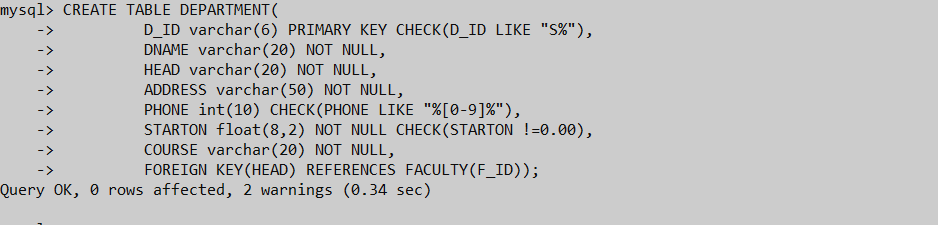 mysql> CREATE TABLE DEPARTMENT(
    ->         D_ID varchar(6) PRIMARY KEY CHECK(D_ID LIKE "S%"),
    ->         DNAME varchar(20) NOT NULL,
    ->         HEAD varchar(20) NOT NULL,
    ->         ADDRESS varchar(50) NOT NULL,
    ->         PHONE int(10) CHECK(PHONE LIKE "%[0-9]%"),
    ->         STARTON float(8,2) NOT NULL CHECK(STARTON !=0.00),
    ->         COURSE varchar(20) NOT NULL,
    ->         FOREIGN KEY(HEAD) REFERENCES FACULTY(F_ID));
Query OK, 0 rows affected, 2 warnings (0.34 sec)